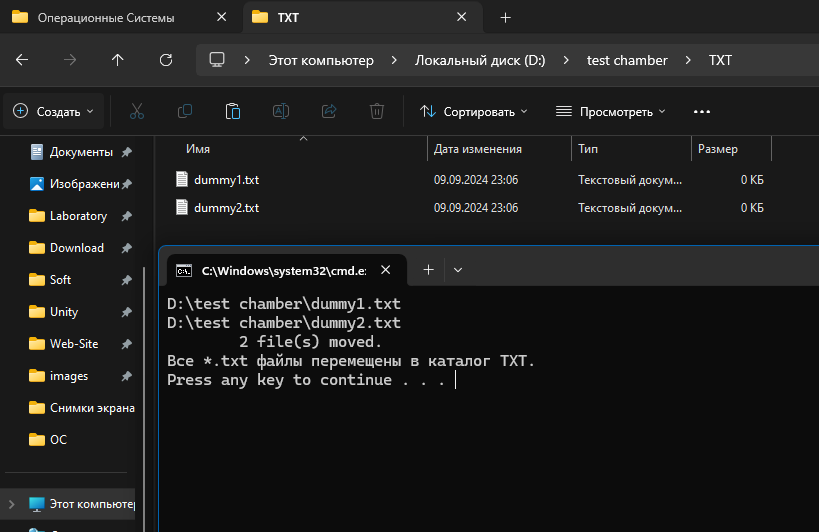 Операционные Системы
TXT
Этот компьютер > Локальный диск (D:) > test chamber > TXT
Создать
Сортировать
Просмотреть
Имя Дата изменения Тип Размер
dummy1.txt 09.09.2024 23:06 Текстовый докум... 0 КБ
dummy2.txt 09.09.2024 23:06 Текстовый докум... 0 КБ
Документы
Изображени
Laboratory
Download
Soft
Unity
Web-Site
images
Снимки экрана
ОС
Этот компьютер
C:\Windows\system32\cmd.e
D:\test chamber\dummy1.txt
D:\test chamber\dummy2.txt
2 file(s) moved.
Все *.txt файлы перемещены в каталог TXT.
Press any key to continue . . .